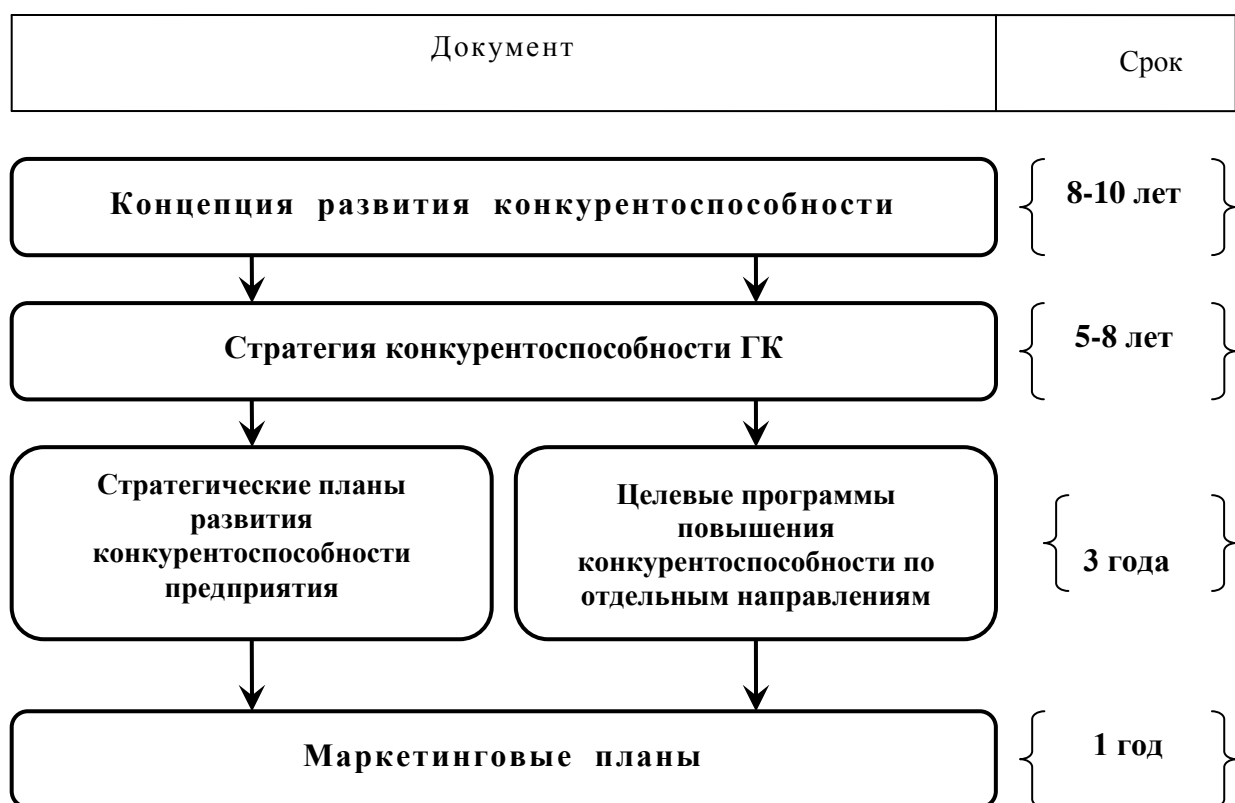 Документ
Срок
Концепция развития конкурентоспособности
8-10 лет
Стратегия конкурентоспособности ГК
5-8 лет
Стратегические планы
развития
конкурентоспособности
предприятия
Целевые программы
повышения
конкурентоспособности по
отдельным направлениям
3 года
Маркетинговые планы
1 год